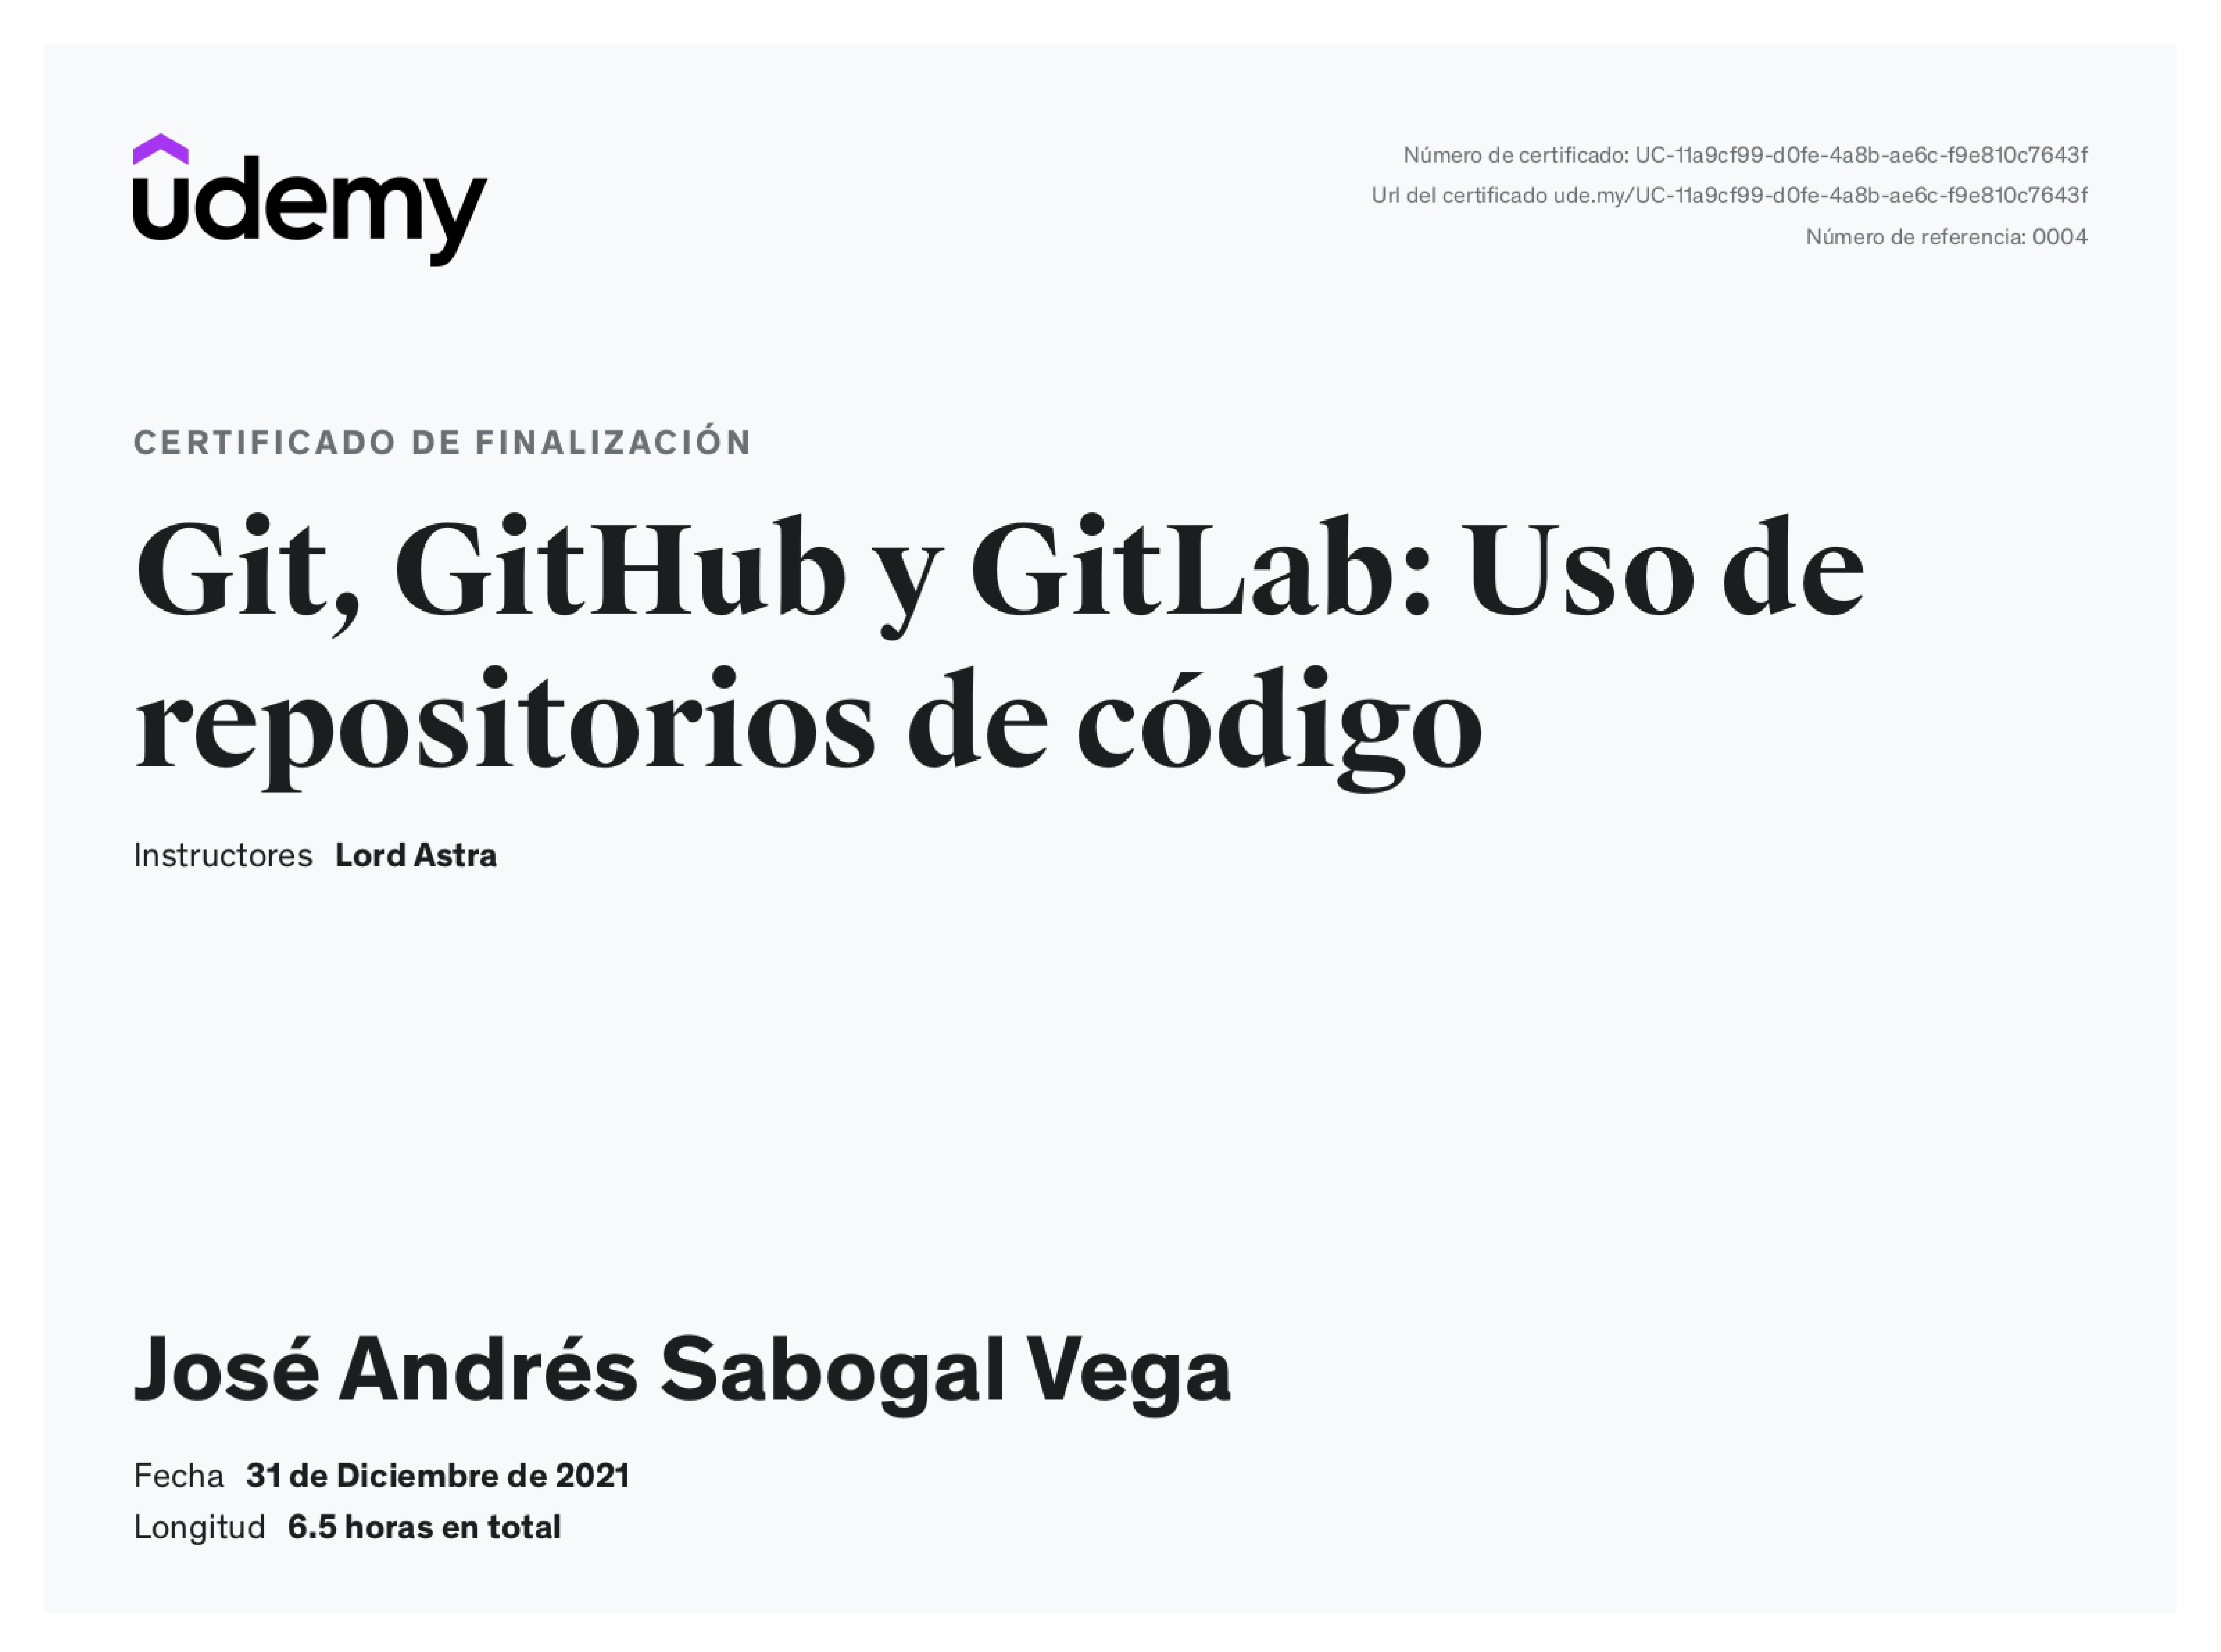 udemy
Número de certificado: UC-11a9cf99-d0fe-4a8b-ae6c-f9e810c7643f
Url del certificado ude.my/UC-11a9cf99-d0fe-4a8b-ae6c-f9e810c7643f
Número de referencia: 0004
CERTIFICADO DE FINALIZACIÓN
Git, GitHub y GitLab: Uso de
repositorios de código
Instructores Lord Astra
José Andrés Sabogal Vega
Fecha 31 de Diciembre de 2021
Longitud 6.5 horas en total